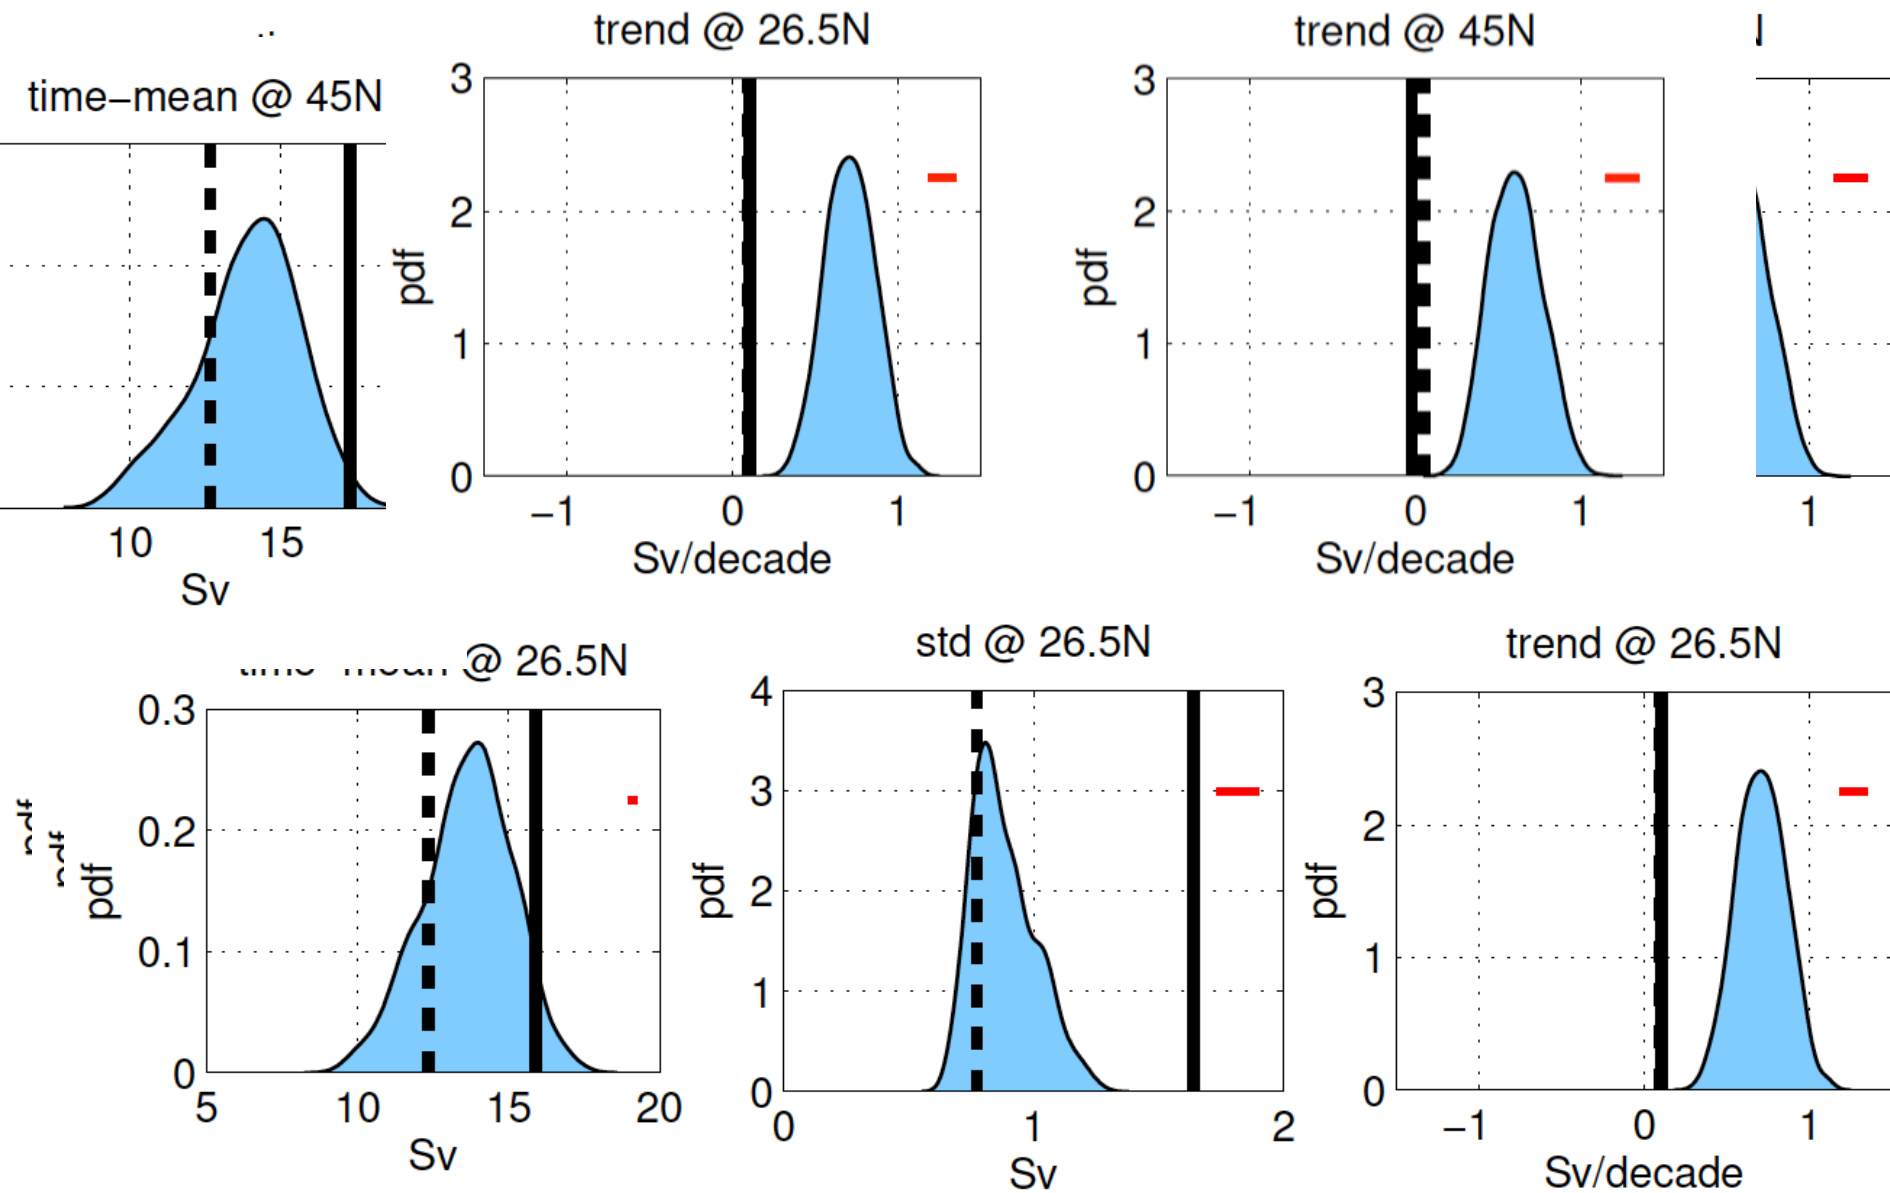 trend @ 26.5N
trend @ 45N
N
time−mean @ 45N
3
2
1
0
pdf
−1
0
1
Sv/decade
3
2
1
0
pdf
−1
0
1
Sv/decade
1
10
15
Sv
@ 26.5N
0.3
0.2
0.1
0
pdf
5
10
15
20
Sv
std @ 26.5N
4
3
2
1
0
pdf
0
1
2
Sv
trend @ 26.5N
3
2
1
0
pdf
−1
0
1
Sv/decade